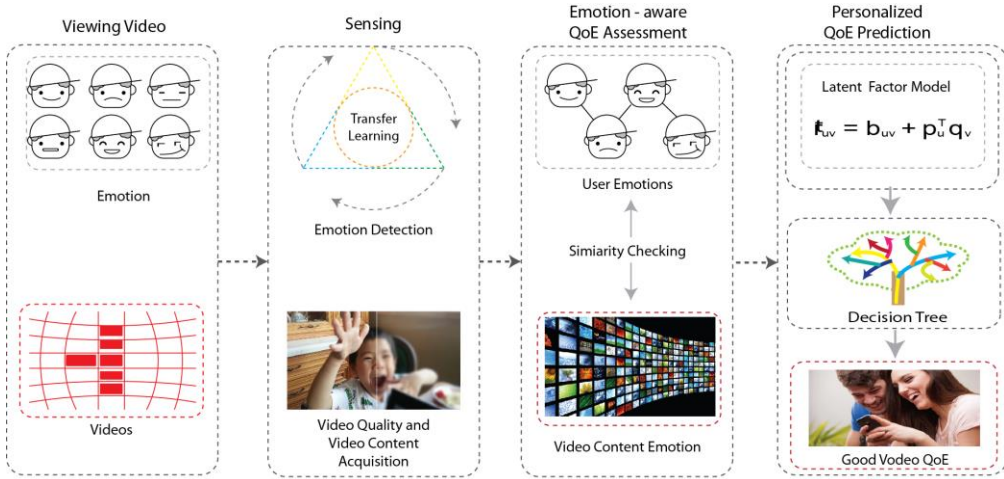 Viewing Video
Emotion
Videos
Sensing
Transfer
Learning
Emotion Detection
Video Quality and
Video Content
Acquisition
Emotion - aware
QoE Assessment
User Emotions
Simiarity Checking
Video Content Emotion
Personalized
QoE Prediction
Latent Factor Model
uv = buv + puTqv
Decision Tree
Good Vodeo QoE